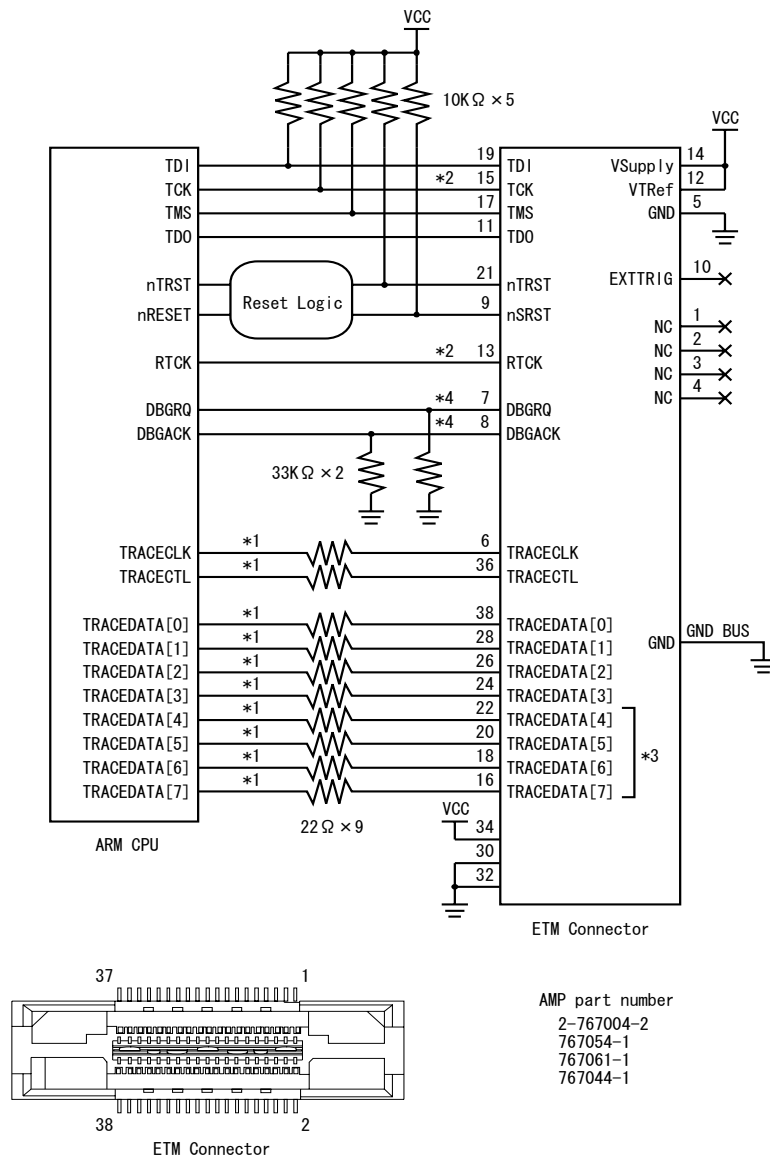 VCC
10KΩ×5
VCC
TDI 19 TDI VSupply 14
TCK *2 15 TCK VTRef 12
TMS 17 TMS GND 5
TDO 11 TDO
nTRST Reset Logic 21 nTRST EXTTRIG 10
nRESET 9 nSRST
NC 1
NC 2
NC 3
NC 4
RTCK *2 13 RTCK
DBGRQ *4 7 DBGRQ
DBGACK *4 8 DBGACK
33KΩ×2
TRACECLK *1 6 TRACECLK
TRACECTL *1 36 TRACECTL
TRACEDATA[0] *1 38 TRACEDATA[0]
GND GND BUS
TRACEDATA[1] *1 28 TRACEDATA[1]
TRACEDATA[2] *1 26 TRACEDATA[2]
TRACEDATA[3] *1 24 TRACEDATA[3]
TRACEDATA[4] *1 22 TRACEDATA[4]
TRACEDATA[5] *1 20 TRACEDATA[5]
*3
TRACEDATA[6] *1 18 TRACEDATA[6]
TRACEDATA[7] 16 TRACEDATA[7]
22Ω×9
VCC
34
30
32
ARM CPU
ETM Connector
37 1
38 2
ETM Connector
AMP part number
2-767004-2
767054-1
767061-1
767044-1